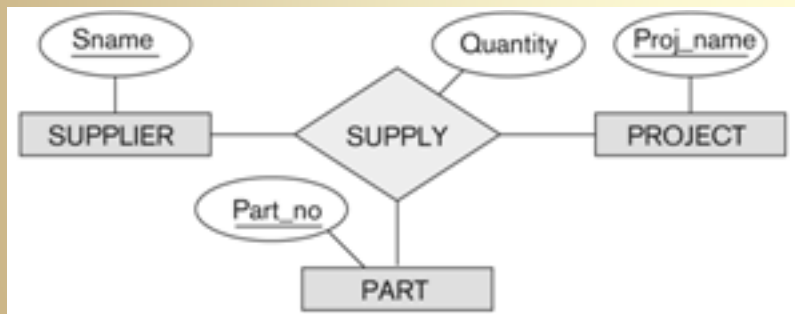 Sname
Quantity
Proj_name
SUPPLIER
SUPPLY
PROJECT
Part_no
PART